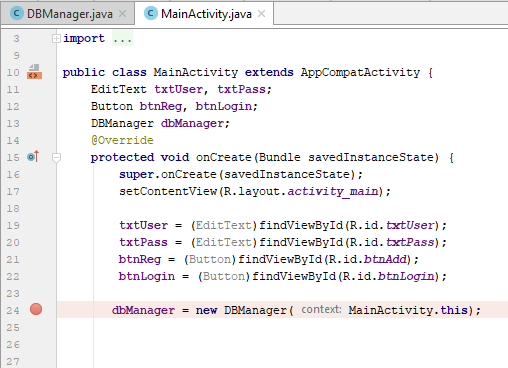 DBManager.java MainActivity.java
3 import ...
9
10 public class MainActivity extends AppCompatActivity {
11 EditText txtUser, txtPass;
12 Button btnReg, btnLogin;
13 DBManager dbManager;
14 @Override
15 protected void onCreate(Bundle savedInstanceState) {
16 super.onCreate(savedInstanceState);
17 setContentView(R.layout.activity_main);
18
19 txtUser = (EditText)findViewById(R.id.txtUser);
20 txtPass = (EditText)findViewById(R.id.txtPass);
21 btnReg = (Button)findViewById(R.id.btnAdd);
22 btnLogin = (Button)findViewById(R.id.btnLogin);
23
24 dbManager = new DBManager( context: MainActivity.this);
25
26
27